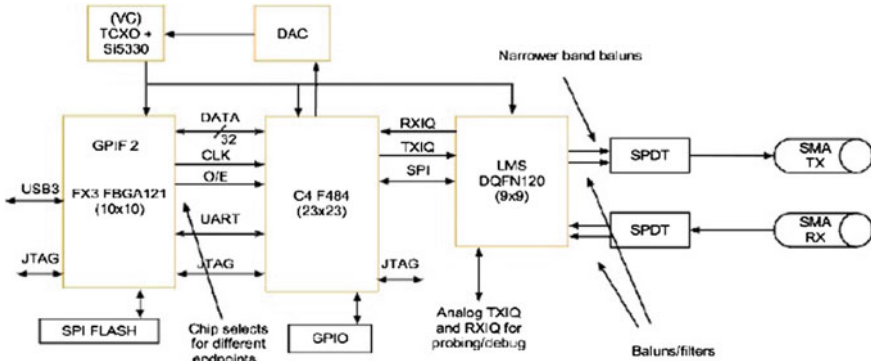 (VC)
TCXO +
Si5330
DAC
Narrower band baluns
GPIF 2
FX3 FBGA121
(10x10)
DATA
32
CLK
O/E
UART
JTAG
USB3
JTAG
C4 F484
(23x23)
RXIQ
TXIQ
SPI
JTAG
LMS
DQFN120
(9x9)
SPDT
SMA
TX
SPDT
SMA
RX
SPI FLASH
Chip selects
for different
endpoints
GPIO
Analog TXIQ
and RXIQ for
probing/debug
Baluns/filters